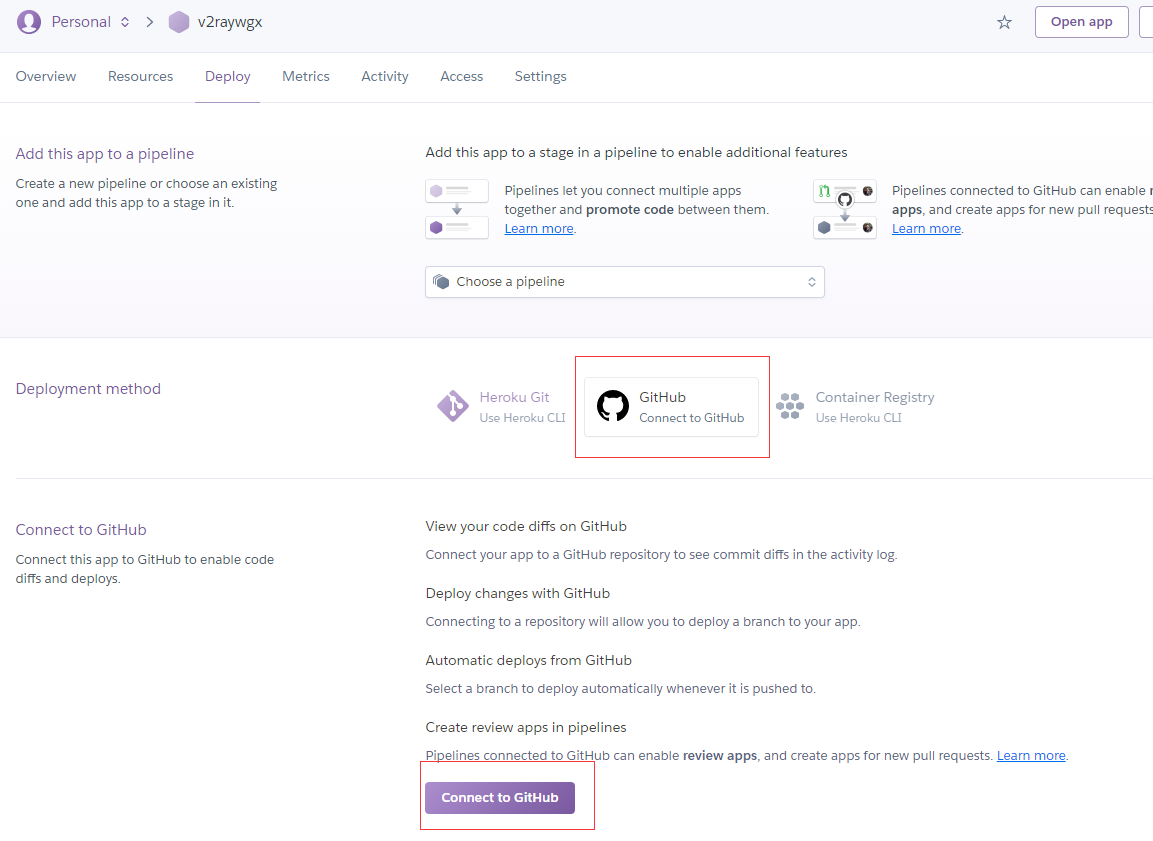 Personal v2raywgx Open app
Overview Resources Deploy Metrics Activity Access Settings
Add this app to a pipeline
Create a new pipeline or choose an existing
one and add this app to a stage in it.
Add this app to a stage in a pipeline to enable additional features
Pipelines let you connect multiple apps
together and promote code between them.
Learn more.
Pipelines connected to GitHub can enable
apps, and create apps for new pull requests
Learn more.
Choose a pipeline
Deployment method
Heroku Git
Use Heroku CLI
GitHub
Connect to GitHub
Container Registry
Use Heroku CLI
Connect to GitHub
Connect this app to GitHub to enable code
diffs and deploys.
View your code diffs on GitHub
Connect your app to a GitHub repository to see commit diffs in the activity log.
Deploy changes with GitHub
Connecting to a repository will allow you to deploy a branch to your app.
Automatic deploys from GitHub
Select a branch to deploy automatically whenever it is pushed to.
Create review apps in pipelines
Pipelines connected to GitHub can enable review apps, and create apps for new pull requests. Learn more.
Connect to GitHub